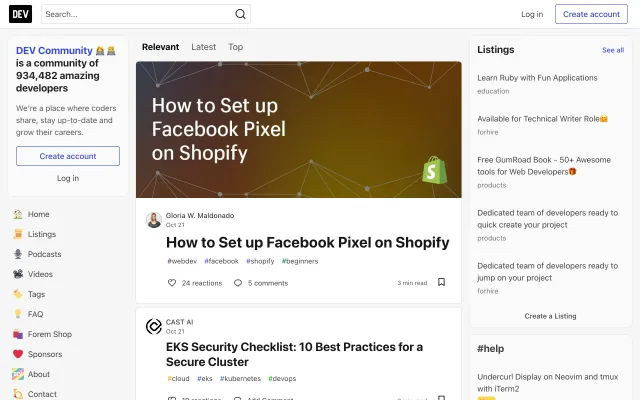 DEV
Search...
Log in
Create account
DEV Community
is a community of
934,482 amazing
developers
We're a place where coders
share, stay up-to-date and
grow their careers.
Create account
Log in
Home
Listings
Podcasts
Videos
Tags
FAQ
Forem Shop
Sponsors
About
Contact
Relevant
Latest
Top
How to Set up
Facebook Pixel
on Shopify
Gloria W. Maldonado
Oct 21
How to Set up Facebook Pixel on Shopify
#webdev #facebook #shopify #beginners
24 reactions
5 comments
3 min read
CAST AI
Oct 21
EKS Security Checklist: 10 Best Practices for a
Secure Cluster
#cloud #eks #kubernetes #devops
Add Comment
Listings
See all
Learn Ruby with Fun Applications
education
Available for Technical Writer Role
forhire
Free GumRoad Book - 50+ Awesome
tools for Web Developers
products
Dedicated team of developers ready to
quick create your project
products
Dedicated team of developers ready to
jump on your project
forhire
Create a Listing
#help
Undercurl Display on Neovim and tmux
with iTerm2